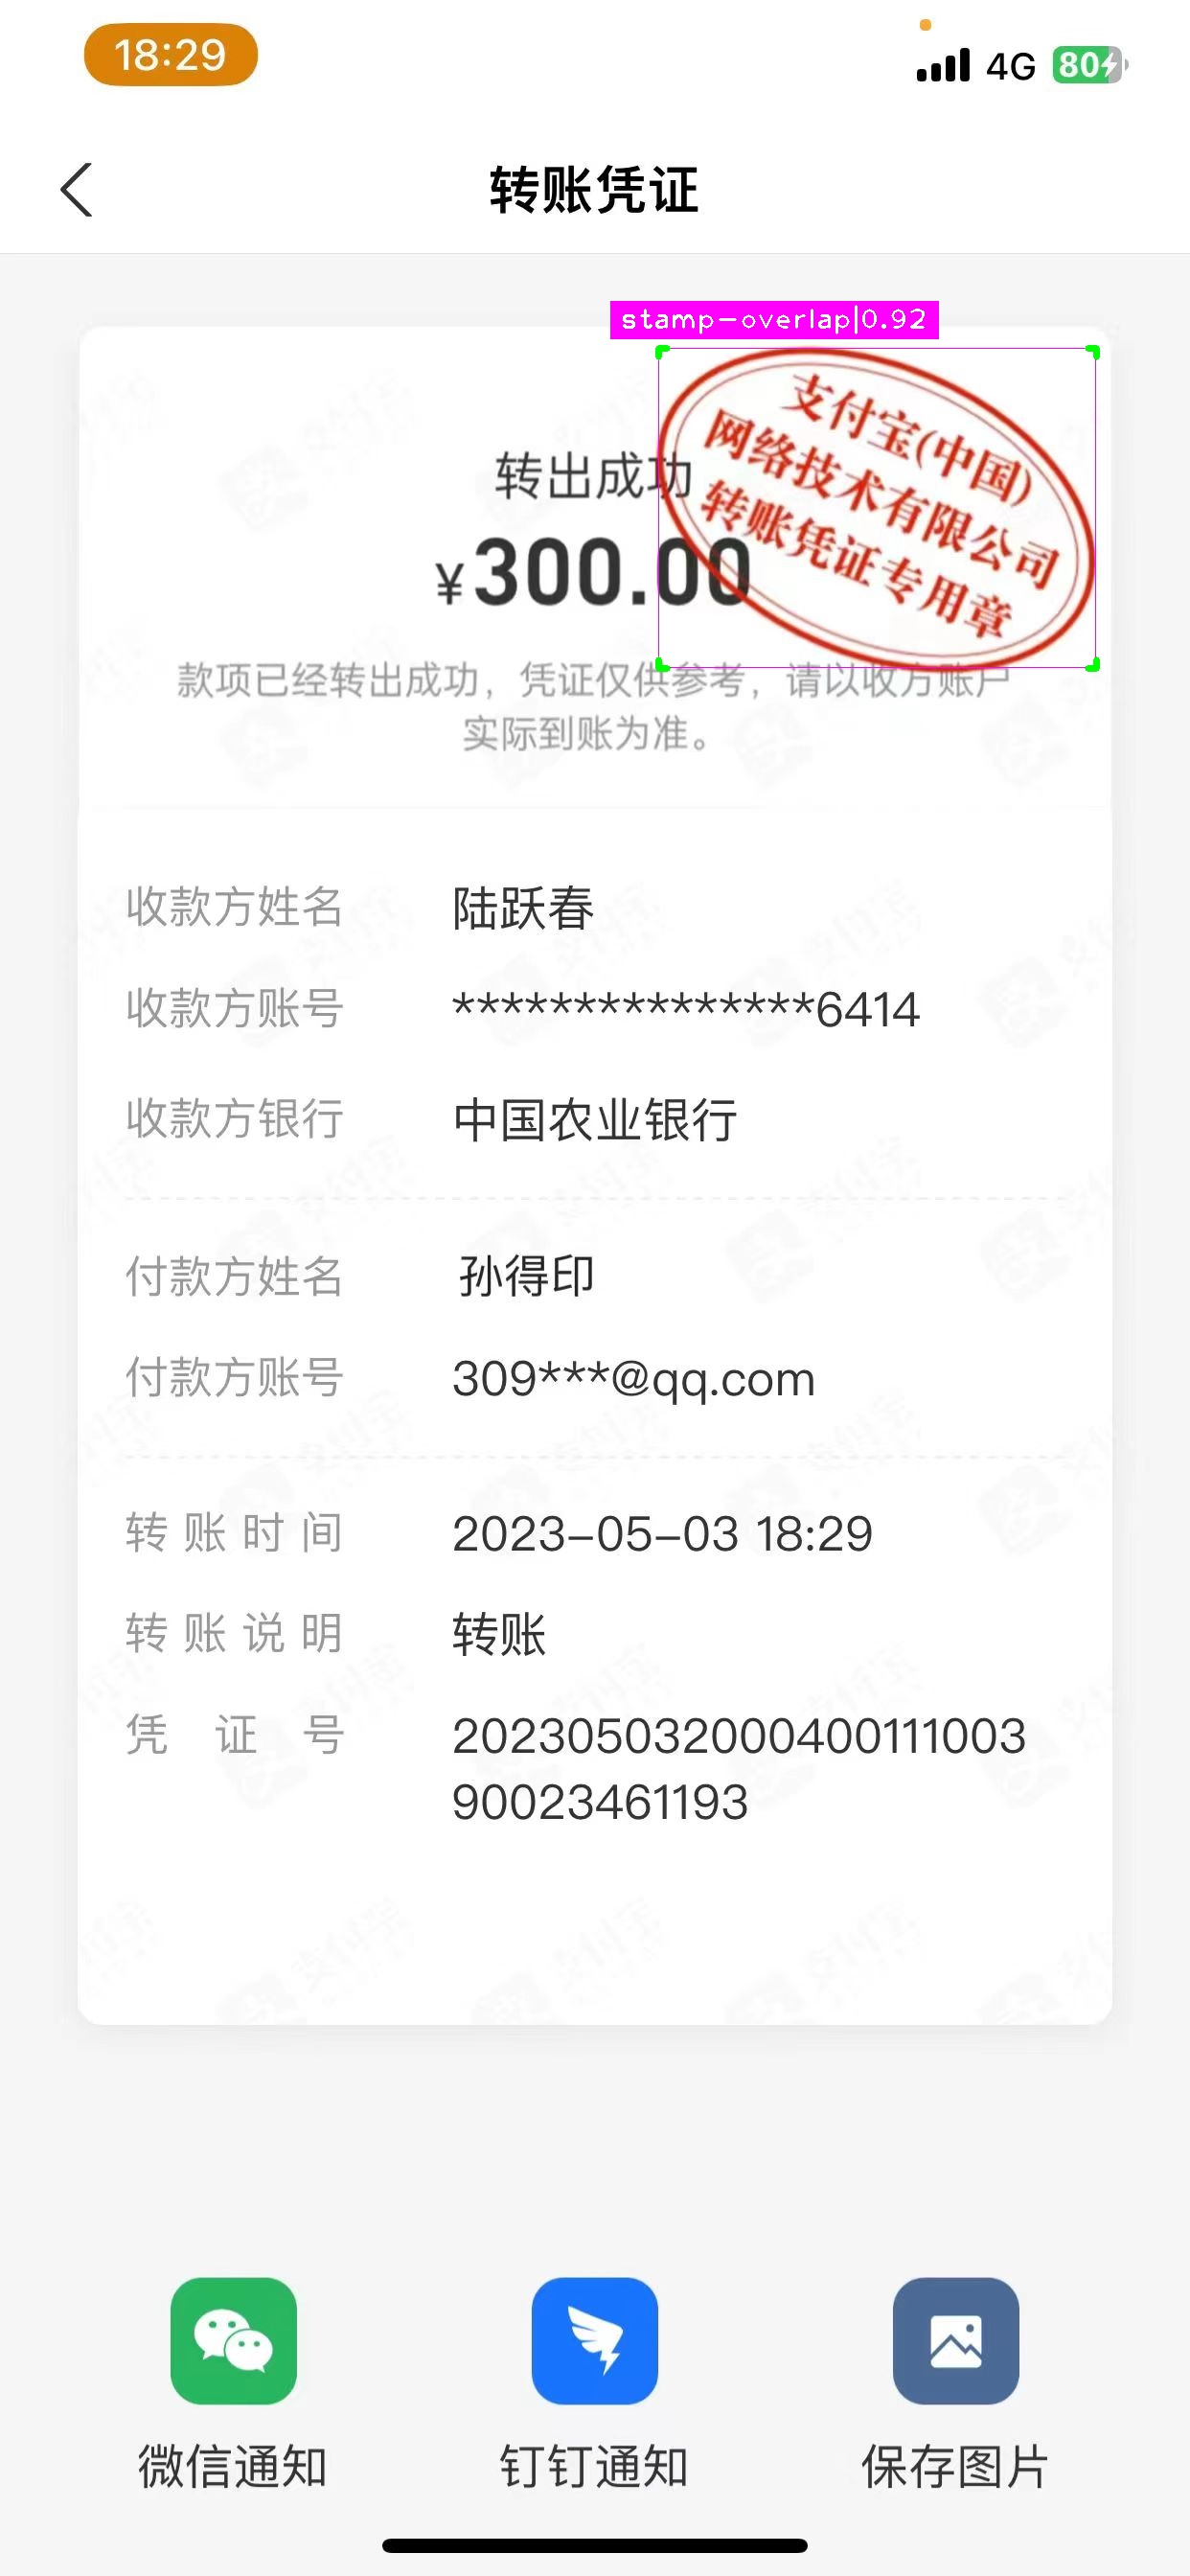 18:29
4G 80
转账凭证
stamp-overlap|0.92
支付宝(中国)
网络技术有限公司
转账凭证专用章
转出成功
¥300.00
款项已经转出成功，凭证仅供参考，请以收方账户
实际到账为准。
收款方姓名 陆跃春
收款方账号 ***************6414
收款方银行 中国农业银行
付款方姓名 孙得印
付款方账号 309***@qq.com
转账时间 2023-05-03 18:29
转账说明 转账
凭证号 20230503200040011100390023461193
微信通知 钉钉通知 保存图片